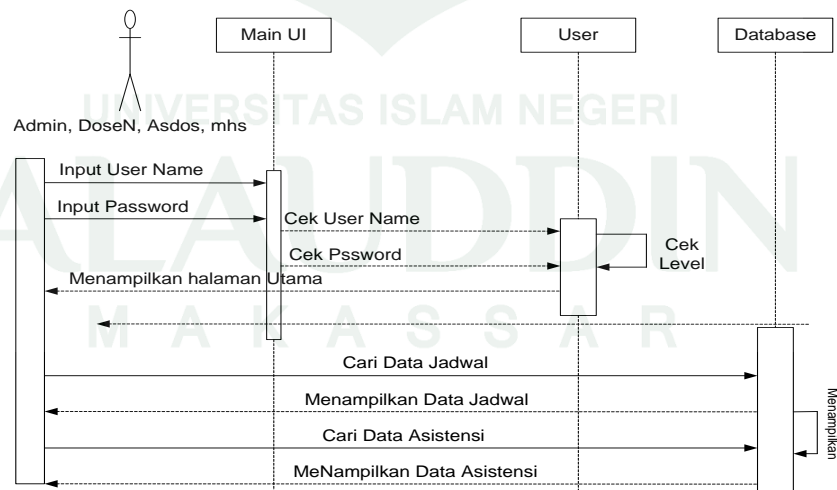 Main UI
User
Database
UNIVERSITAS ISLAM NEGERI
Admin, DoseN, Asdos, mhs
Input User Name
Input Password
Cek User Name
ALAUDDIN
Cek
Level
Cek Pssword
Menampilkan halaman Utama
MAKASSAR
Cari Data Jadwal
Menampilkan Data Jadwal
Menampilkan
Cari Data Asistensi
MeNampilkan Data Asistensi